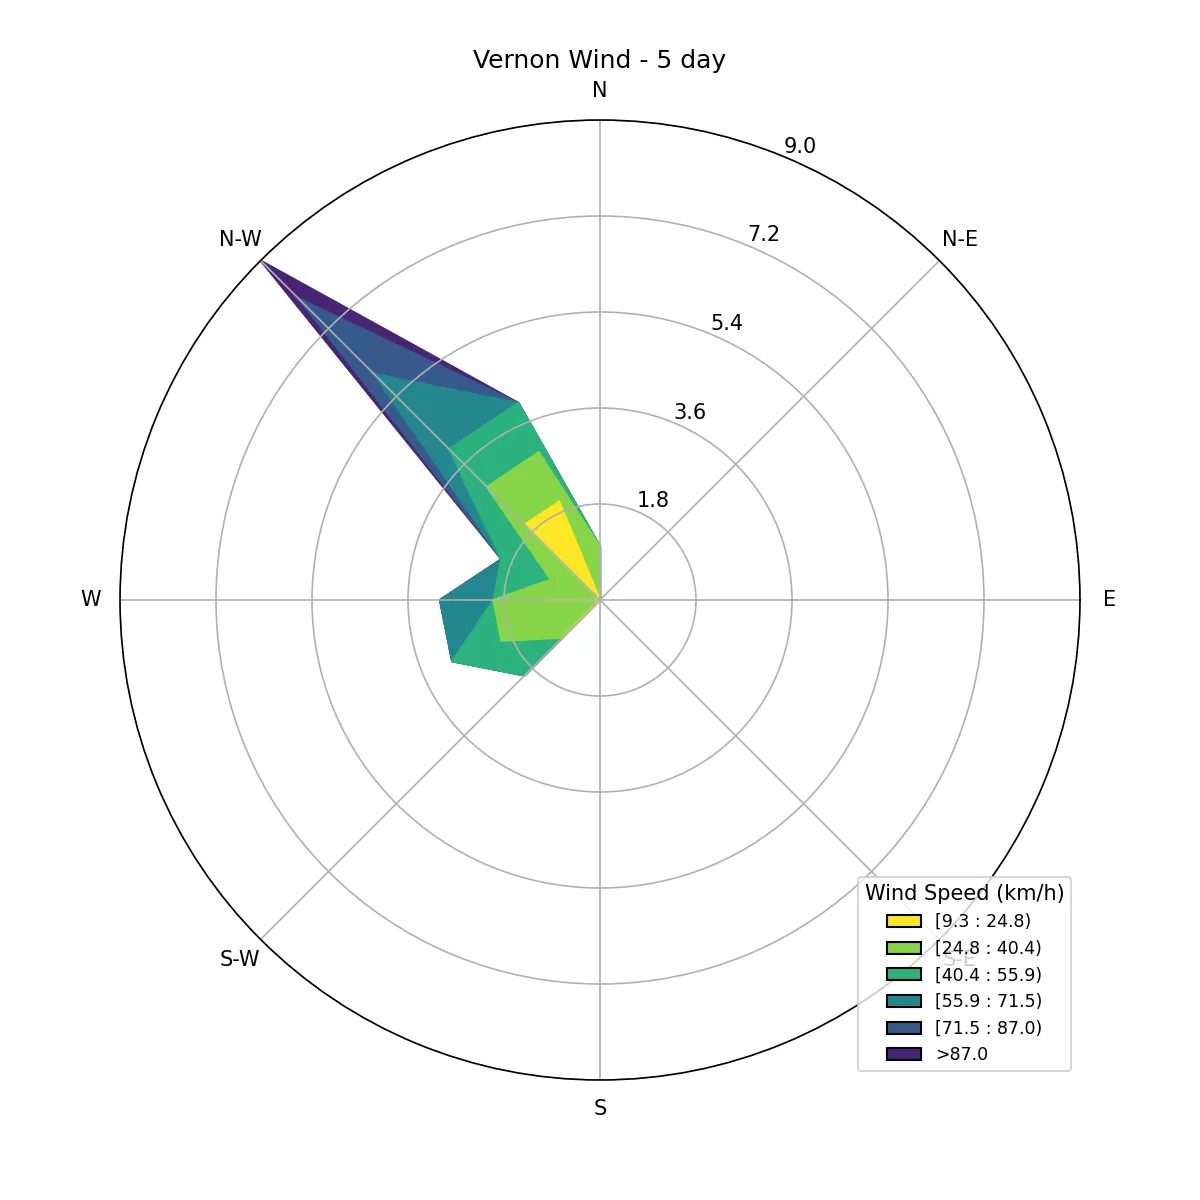 Vernon Wind - 5 day
N
9.0
N-W
7.2
N-E
5.4
3.6
1.8
W
E
S-W
S-E
Wind Speed (km/h)
[9.3 : 24.8)
[24.8 : 40.4)
[40.4 : 55.9)
[55.9 : 71.5)
[71.5 : 87.0)
>87.0
S